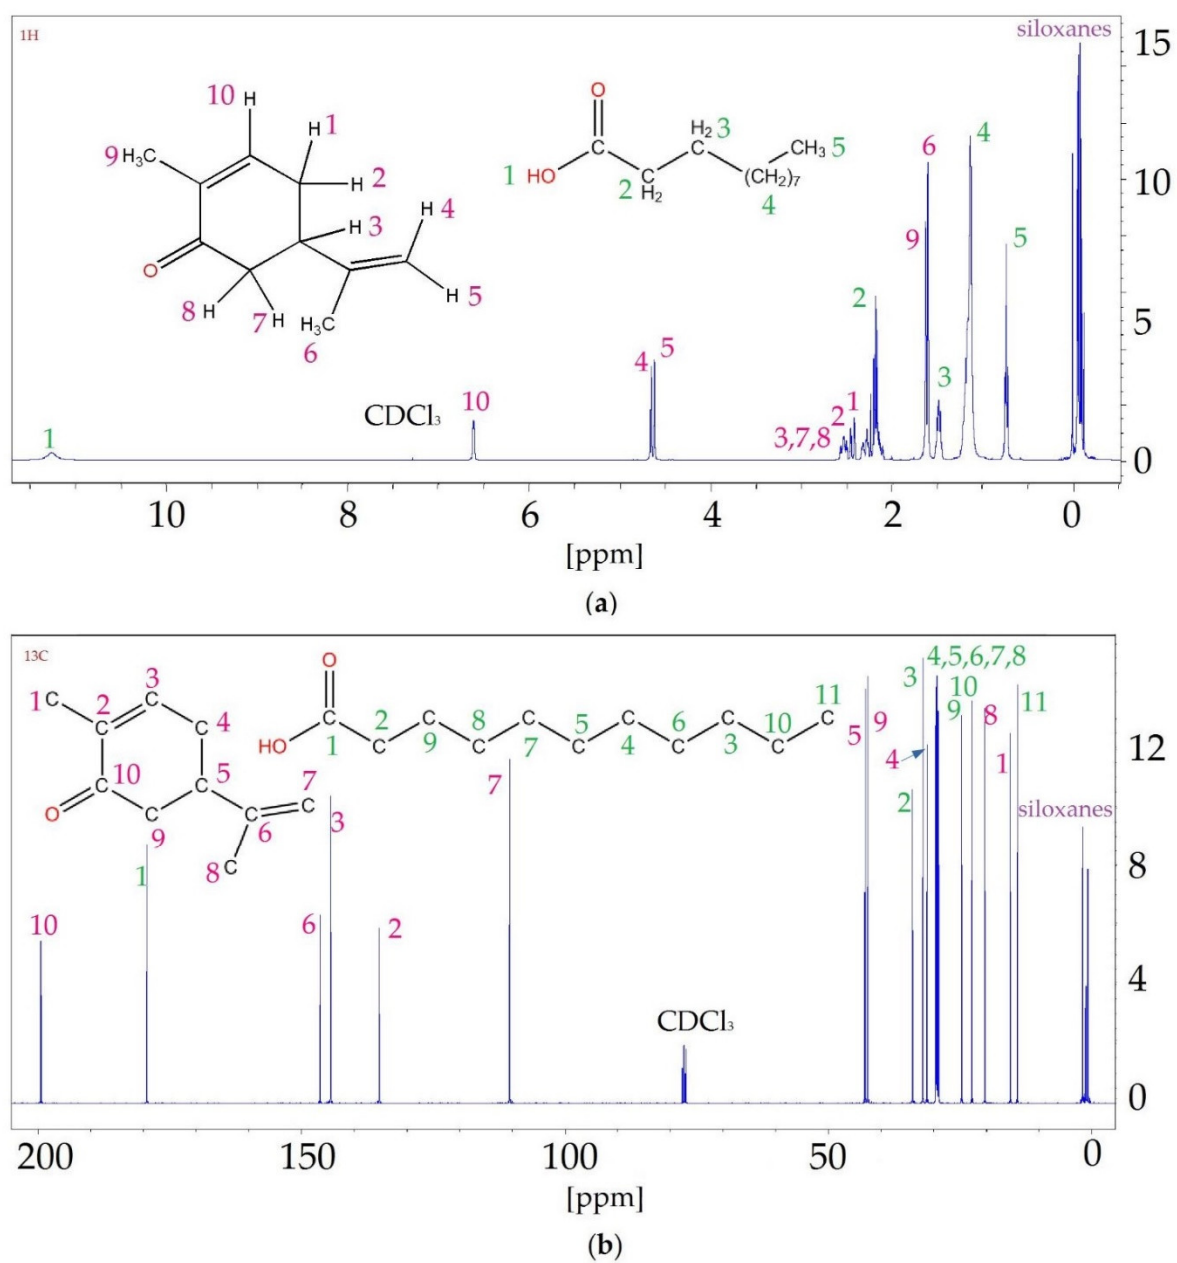 siloxanes
1H
15
10 H
O
H 1
H₂ 3
4
9 H₃C
CH₃ 5
6
H 2
1 HO
2 C
H₂
(CH₂)₇
4
10
H 4
H 3
9
5
O
2
8 H
7 H
H 5
H₃C
6
5
4 5
3
10
2 1
CDCl₃
3,7,8
1
0
10 8 6 4 2 0
[ppm]
(a)
13C
O
3 4,5,6,7,8
1 C
3 C
2 C
C 4
HO
C 1
C 2
C 9
C 8
C 7
C 5
C 4
C 6
C 3
C 10
C 11
5 9
10
9
8 11
12
C 10
C 5
7
7
4
1
O
C 9
C 6
C
3
2
siloxanes
8 C
1
8
10
6
2
4
CDCl₃
0
200 150 100 50 0
[ppm]
(b)